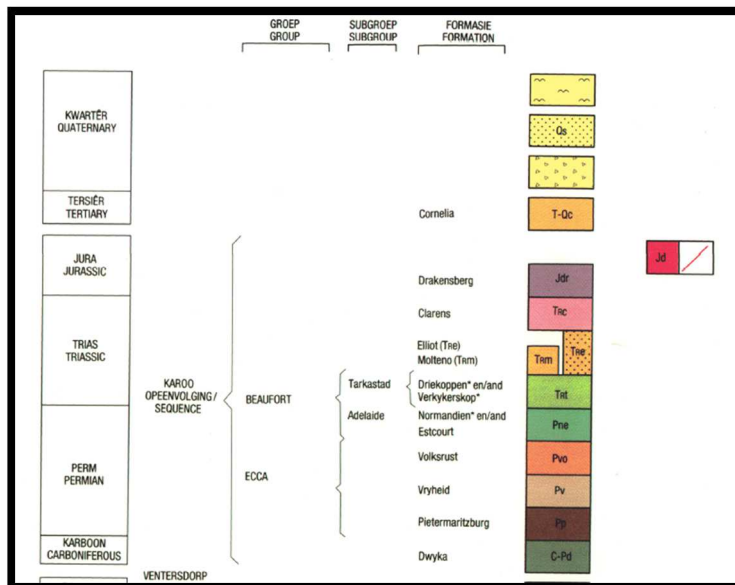 GROEP
GROUP
SUBGROEP
SUBGROUP
FORMASIE
FORMATION
KWARTÊR
QUATERNARY
Qs
TERSIÊR
TERTIARY
Cornelia
T-Qc
JURA
JURASSIC
Jd
Drakensberg
Jdr
Clarens
TRc
TRIAS
TRIASSIC
Elliot (TRe)
Molteno (TRm)
TRm
TRe
KAROO
OPEENVOLGING/
SEQUENCE
BEAUFORT
Tarkastad
Driekoppen* en/and
Verkykerskop*
TRt
Adelaide
Normandien* en/and
Estcourt
Pne
PERM
PERMIAN
ECCA
Volksrust
Pvo
Vryheid
Pv
Pietermaritzburg
Pp
KARBOON
CARBONIFEROUS
Dwyka
C-Pd
VENTERSDORP